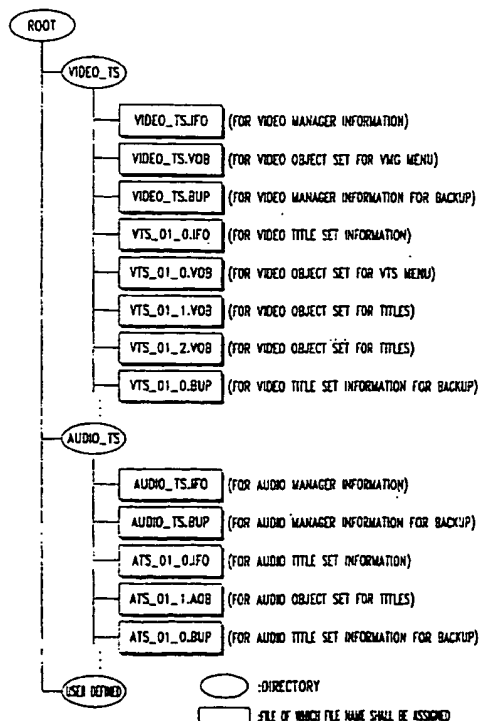 ROOT
VIDEO_TS
VIDEO_TS.IFO (FOR VIDEO MANAGER INFORMATION)
VIDEO_TS.VOB (FOR VIDEO OBJECT SET FOR VMG MENU)
VIDEO_TS.BUP (FOR VIDEO MANAGER INFORMATION FOR BACKUP)
VTS_01_0.IFO (FOR VIDEO TITLE SET INFORMATION)
VTS_01_0.VOB (FOR VIDEO OBJECT SET FOR VTS MENU)
VTS_01_1.VOB (FOR VIDEO OBJECT SET FOR TITLES)
VTS_01_2.VOB (FOR VIDEO OBJECT SET FOR TITLES)
VTS_01_0.BUP (FOR VIDEO TITLE SET INFORMATION FOR BACKUP)
AUDIO_TS
AUDIO_TS.IFO (FOR AUDIO MANAGER INFORMATION)
AUDIO_TS.BUP (FOR AUDIO MANAGER INFORMATION FOR BACKUP)
ATS_01_0.IFO (FOR AUDIO TITLE SET INFORMATION)
ATS_01_1.AOB (FOR AUDIO OBJECT SET FOR TITLES)
ATS_01_0.BUP (FOR AUDIO TITLE SET INFORMATION FOR BACKUP)
USER DEFINED
:DIRECTORY
:FILE OF WHICH FILE NAME SHALL BE ASSIGNED